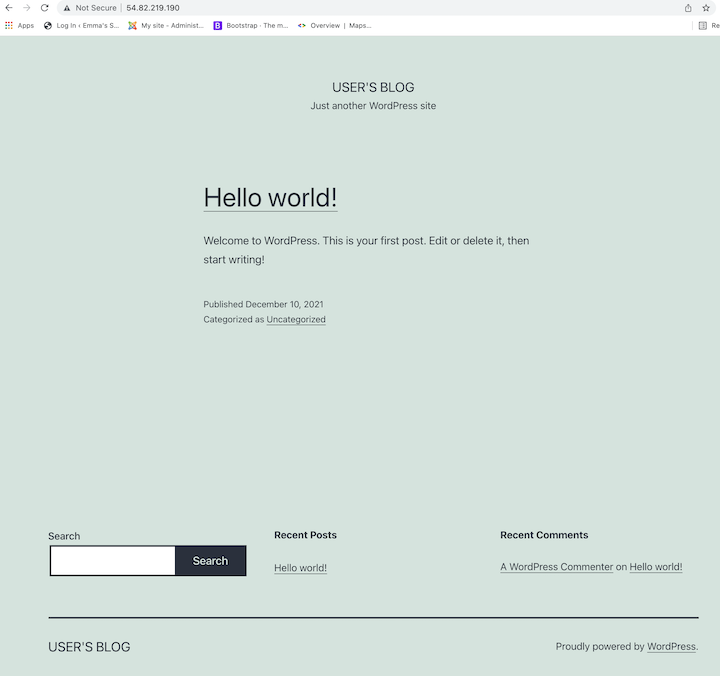 Not Secure | 54.82.219.190
Apps Log In ‹ Emma's S... My site - Administ... B Bootstrap · The m... <> Overview | Maps... Re
USER'S BLOG
Just another WordPress site
Hello world!
Welcome to WordPress. This is your first post. Edit or delete it, then
start writing!
Published December 10, 2021
Categorized as Uncategorized
Search
Search
Recent Posts
Hello world!
Recent Comments
A WordPress Commenter on Hello world!
USER'S BLOG
Proudly powered by WordPress.